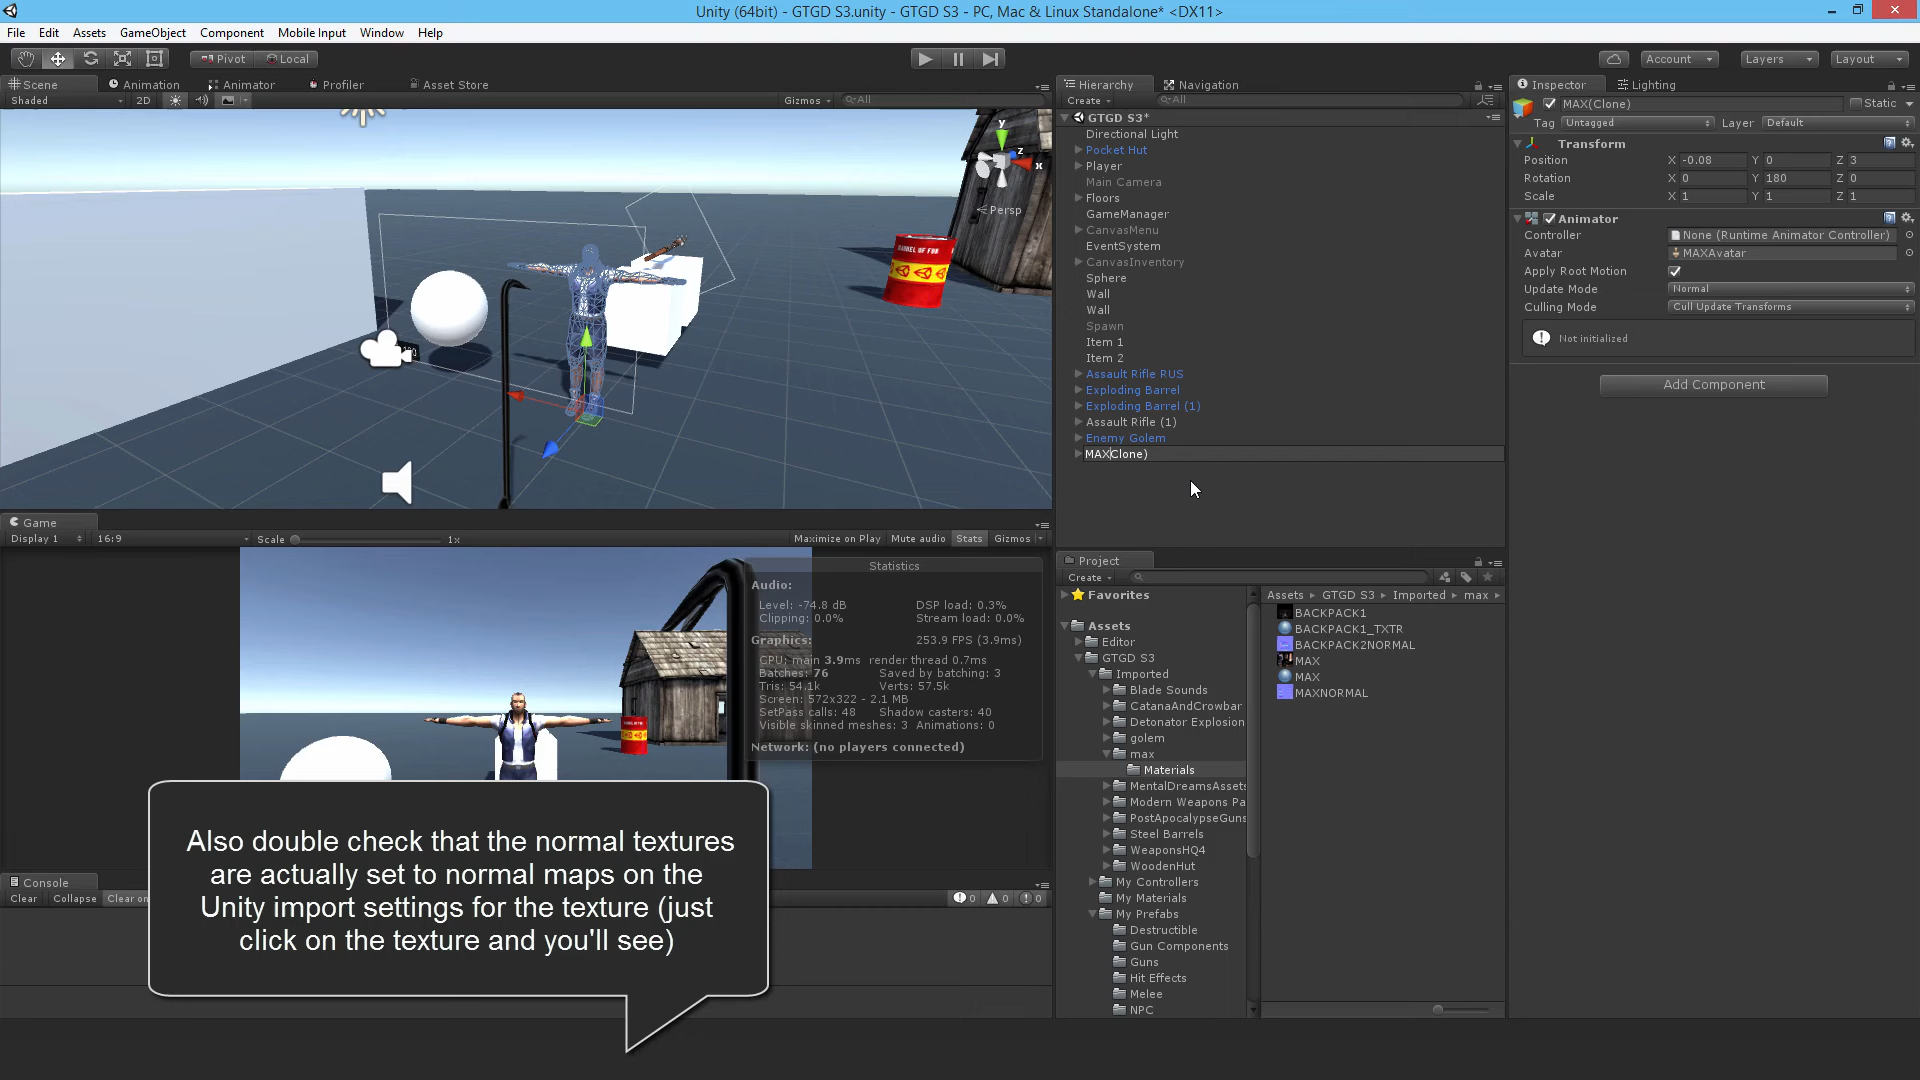 Unity (64bit) - GTGD S3.unity - GTGD S3 - PC, Mac & Linux Standalone* <DX11>
File Edit Assets GameObject Component Mobile Input Window Help
Pivot Local Account Layers Layout
Scene Animation Animator Profiler Asset Store
Shaded 2D Gizmos All
y
z
x
Persp
BARREL OF FUN
Game
Display 1 16:9 Scale 1x Maximize on Play Mute audio Stats Gizmos
Statistics
Audio:
Level: -74.8 dB DSP load: 0.3%
Clipping: 0.0% Stream load: 0.0%
Graphics: 253.9 FPS (3.9ms)
CPU: main 3.9ms render thread 0.7ms
Batches: 76 Saved by batching: 3
Tris: 54.1k Verts: 57.5k
Screen: 572x322 - 2.1 MB
SetPass calls: 48 Shadow casters: 40
Visible skinned meshes: 3 Animations: 0
Network: (no players connected)
Console
Clear Collapse Clear on 0 0 0
Also double check that the normal textures
are actually set to normal maps on the
Unity import settings for the texture (just
click on the texture and you'll see)
Hierarchy Navigation
Create All
GTGD S3*
Directional Light
Pocket Hut
Player
Main Camera
Floors
GameManager
CanvasMenu
EventSystem
CanvasInventory
Sphere
Wall
Wall
Spawn
Item 1
Item 2
Assault Rifle RUS
Exploding Barrel
Exploding Barrel (1)
Assault Rifle (1)
Enemy Golem
MAXClone)
Project
Create
Favorites
Assets
Editor
GTGD S3
Imported
Blade Sounds
CatanaAndCrowbar
Detonator Explosion
golem
max
Materials
MentalDreamsAssets
Modern Weapons Pa
PostApocalypseGuns
Steel Barrels
WeaponsHQ4
WoodenHut
My Controllers
My Materials
My Prefabs
Destructible
Gun Components
Guns
Hit Effects
Melee
NPC
Assets GTGD S3 Imported max
BACKPACK1
BACKPACK1_TXTR
BACKPACK2NORMAL
MAX
MAX
MAXNORMAL
Inspector Lighting
MAX(Clone) Static
Tag Untagged Layer Default
Transform
Position X -0.08 Y 0 Z 3
Rotation X 0 Y 180 Z 0
Scale X 1 Y 1 Z 1
Animator
Controller None (Runtime Animator Controller)
Avatar MAXAvatar
Apply Root Motion
Update Mode Normal
Culling Mode Cull Update Transforms
Not initialized
Add Component